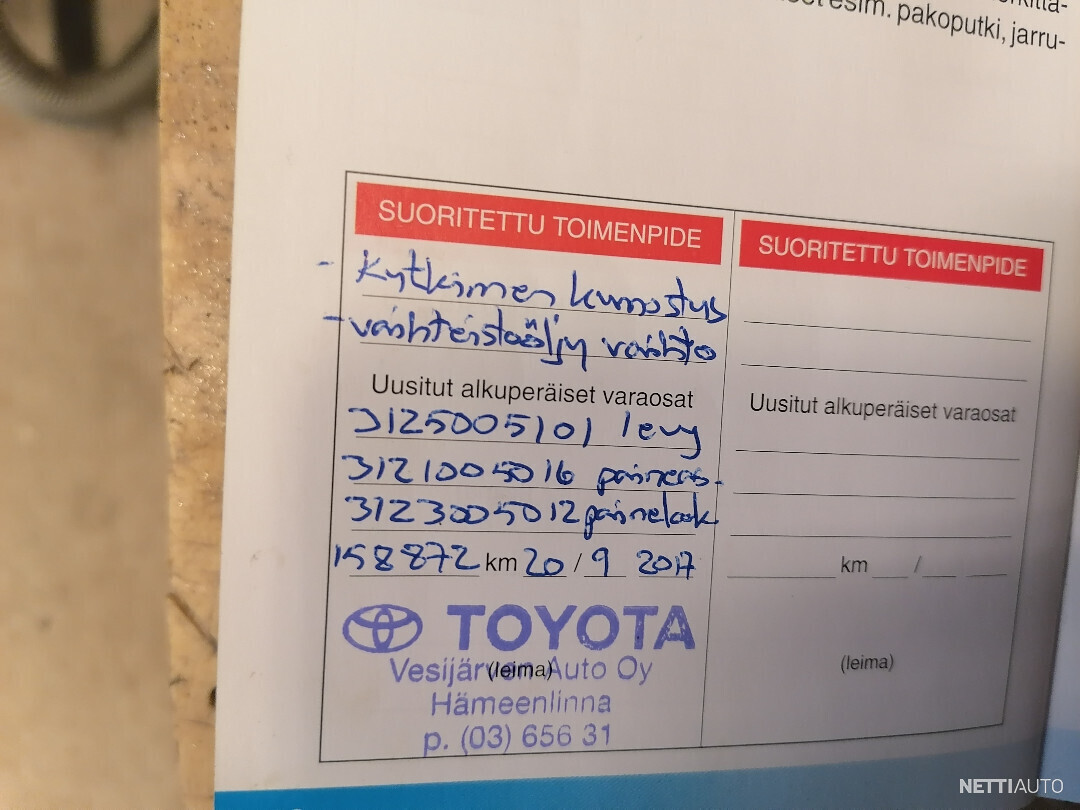 esim. pakoputki, jarru-
SUORITETTU TOIMENPIDE
- Kytkimen kunnostus
- vaihteistoöljy vaihto
Uusitut alkuperäiset varaosat
3125005101 levy
3121005016 paineas.
3123005012 painelaak.
158872 km 20 / 9 2017
TOYOTA
(leima)
Vesijärven Auto Oy
Hämeenlinna
p. (03) 656 31
SUORITETTU TOIMENPIDE
Uusitut alkuperäiset varaosat
km /
(leima)
NETTIAUTO